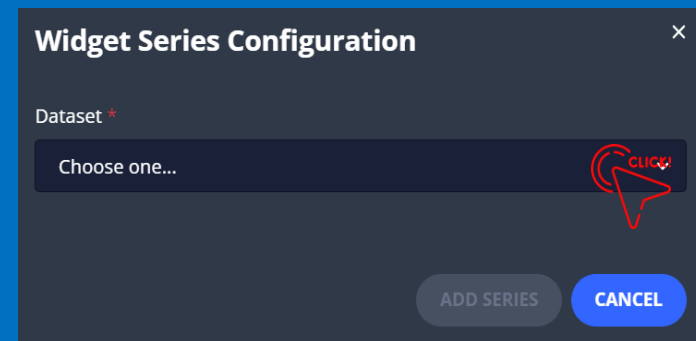 Widget Series Configuration
Dataset *
Choose one...
CLICK!
ADD SERIES
CANCEL